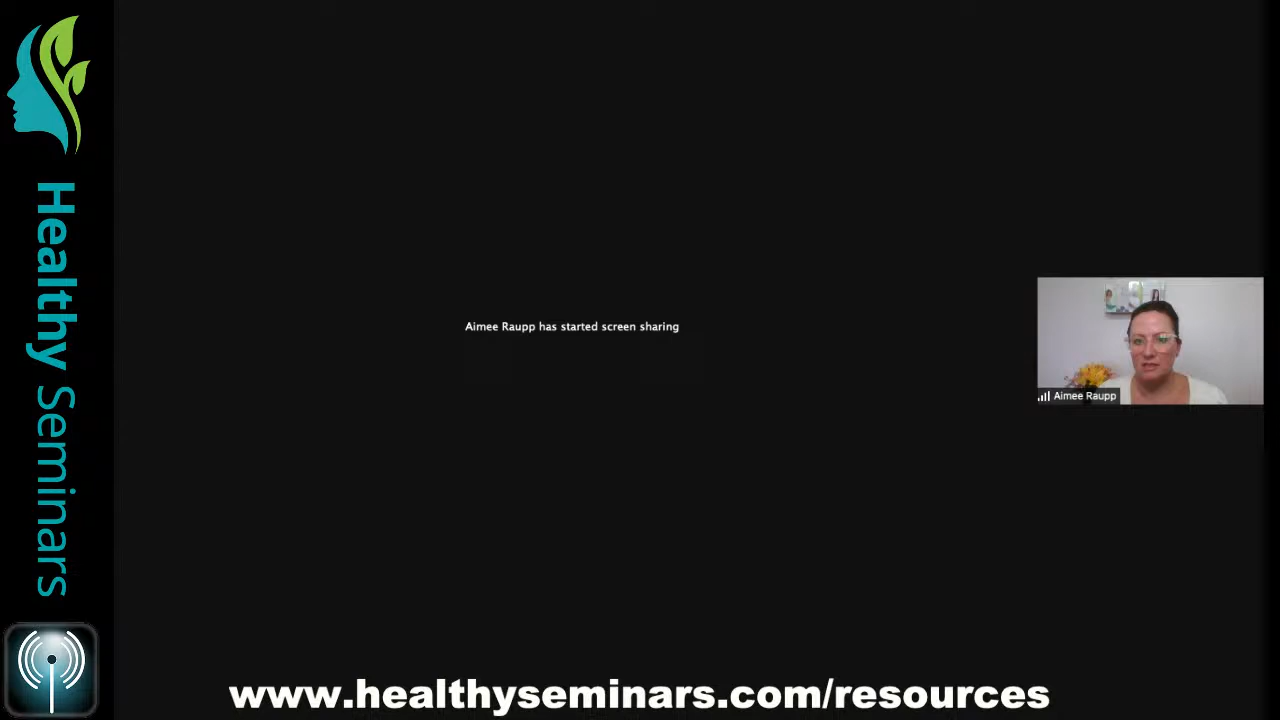 Healthy Seminars
Aimee Raupp has started screen sharing
Aimee Raupp
www.healthyseminars.com/resources